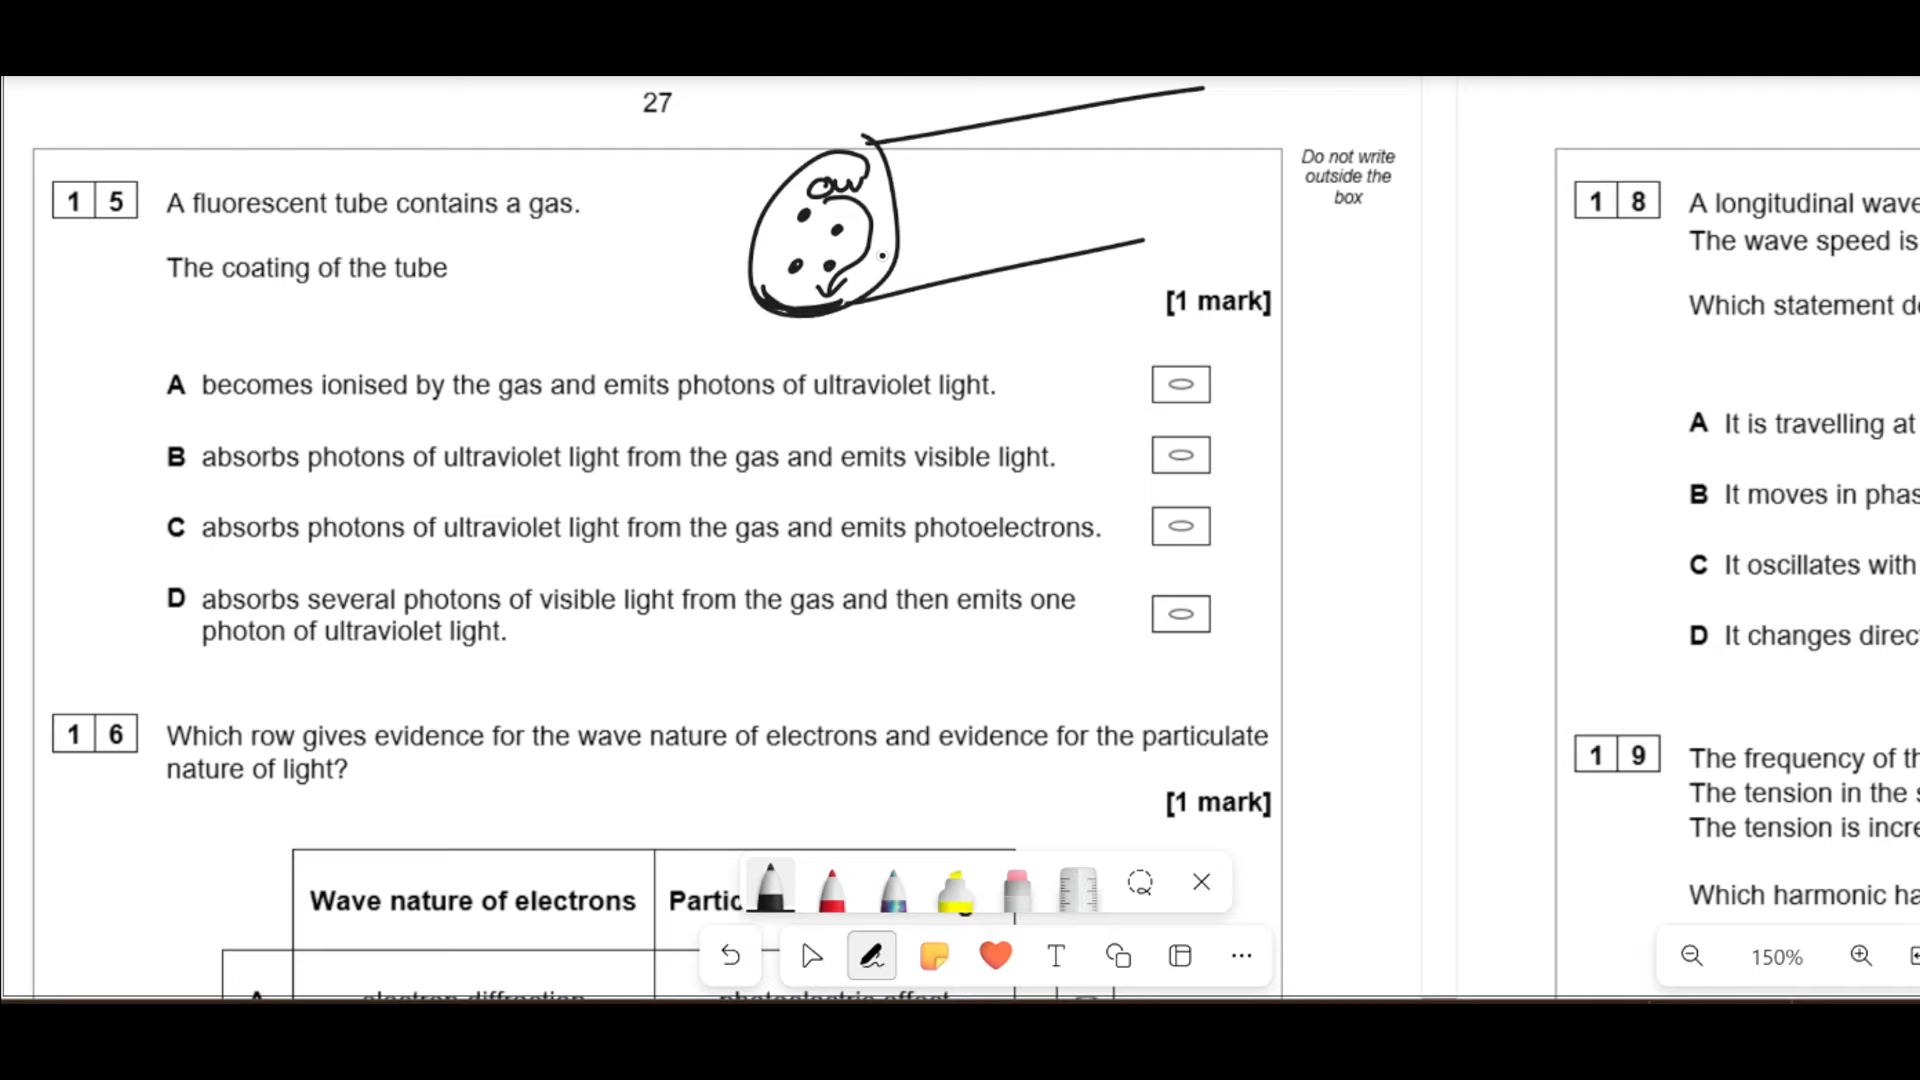 27
Do not write
outside the
box
1 5 A fluorescent tube contains a gas.
The coating of the tube
[1 mark]
A becomes ionised by the gas and emits photons of ultraviolet light.
B absorbs photons of ultraviolet light from the gas and emits visible light.
C absorbs photons of ultraviolet light from the gas and emits photoelectrons.
D absorbs several photons of visible light from the gas and then emits one
photon of ultraviolet light.
1 6 Which row gives evidence for the wave nature of electrons and evidence for the particulate
nature of light?
[1 mark]
Wave nature of electrons
A electron diffraction photoelectric effect
1 8 A longitudinal wave
The wave speed is
Which statement
A It is travelling at
B It moves in
C It oscillates with
D It changes
1 9 The frequency of
The tension in the
The tension is
Which harmonic
T
150%